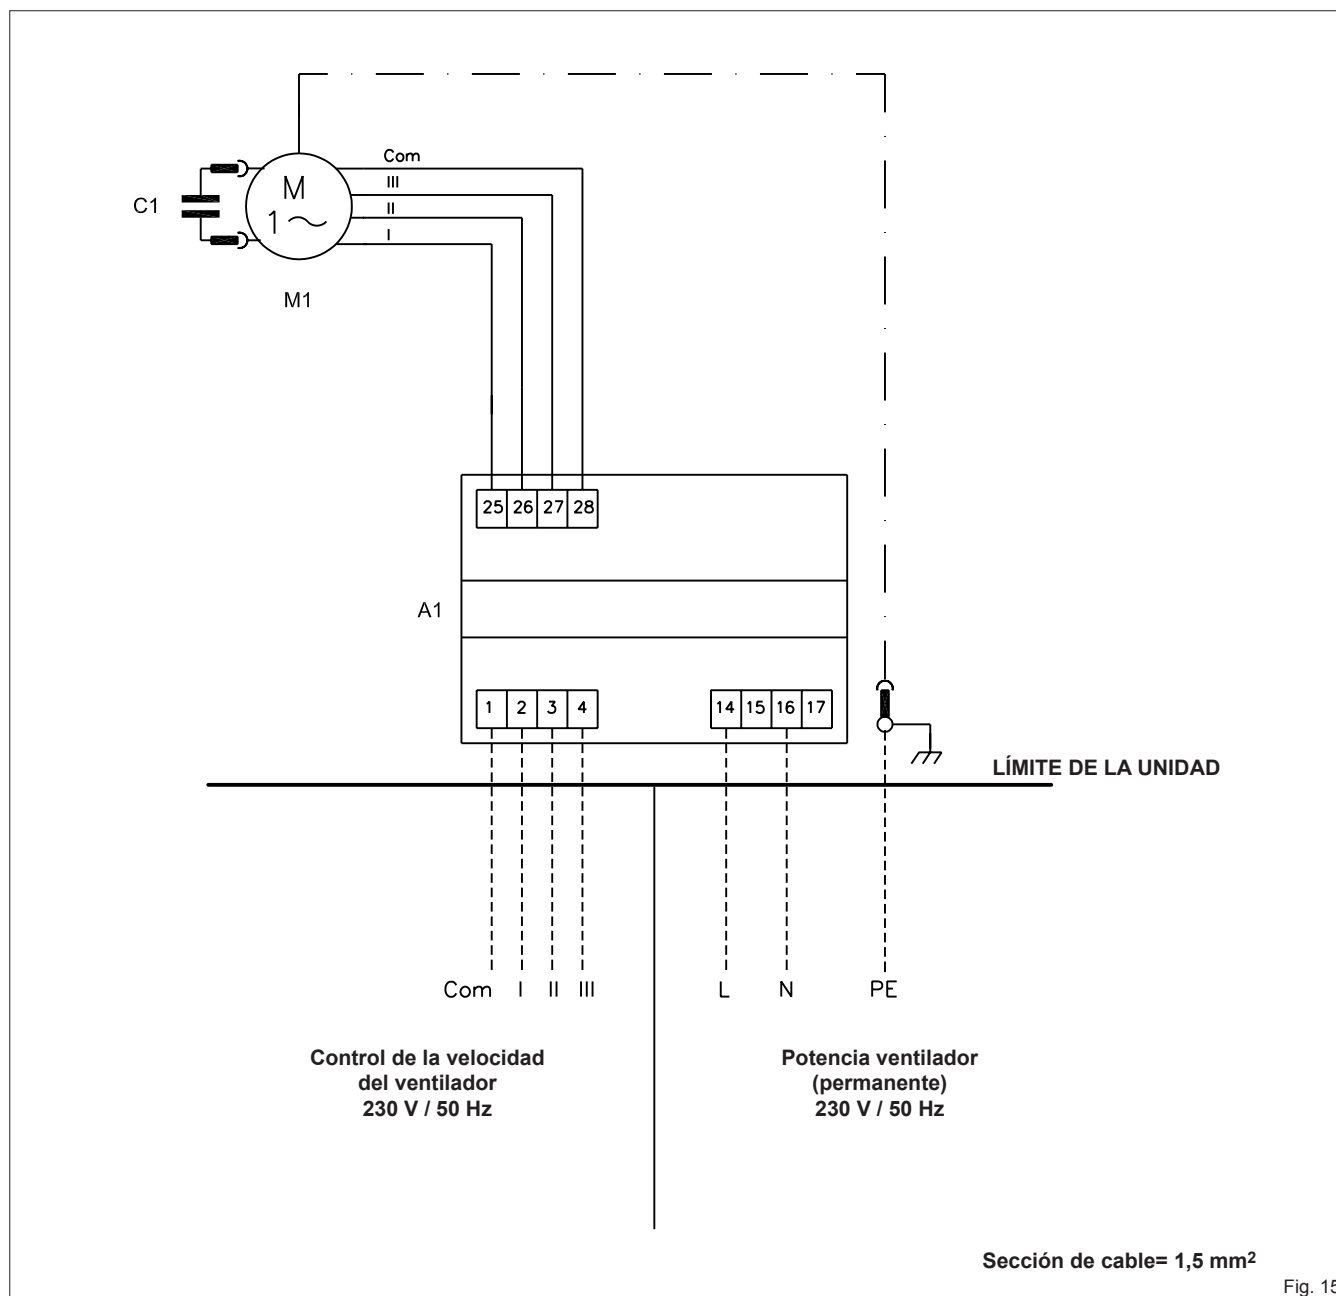 Com
III
II
I
M
1~
C1
M1
25 26 27 28
A1
1 2 3 4
14 15 16 17
LÍMITE DE LA UNIDAD
Com I II III
L N PE
Control de la velocidad
del ventilador
230 V / 50 Hz
Potencia ventilador
(permanente)
230 V / 50 Hz
Sección de cable= 1,5 mm²
Fig. 15